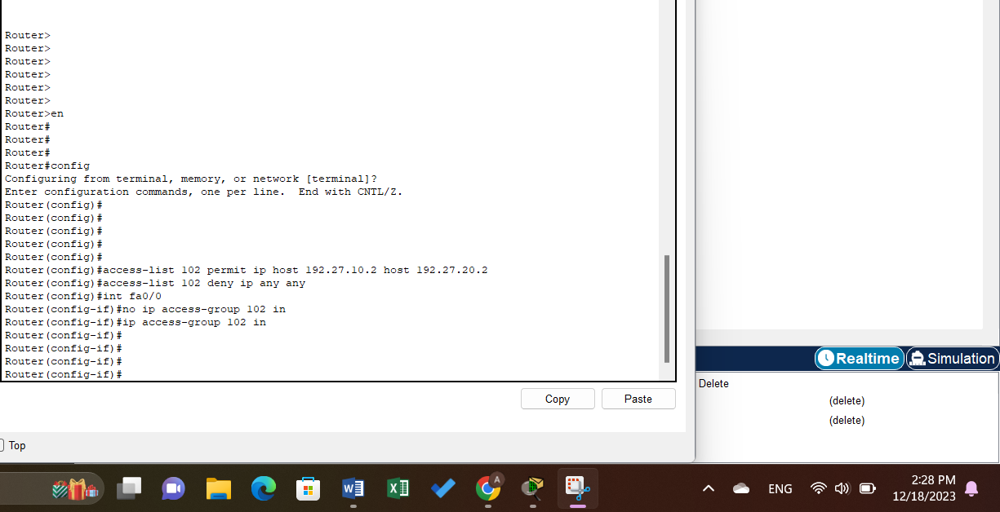 Router>
Router>
Router>
Router>
Router>
Router>
Router>en
Router#
Router#
Router#
Router#config
Configuring from terminal, memory, or network [terminal]?
Enter configuration commands, one per line.  End with CNTL/Z.
Router(config)#
Router(config)#
Router(config)#
Router(config)#
Router(config)#
Router(config)#access-list 102 permit ip host 192.27.10.2 host 192.27.20.2
Router(config)#access-list 102 deny ip any any
Router(config)#int fa0/0
Router(config-if)#no ip access-group 102 in
Router(config-if)#ip access-group 102 in
Router(config-if)#
Router(config-if)#
Router(config-if)#
Router(config-if)#
Copy
Paste
Top
Realtime
Simulation
Delete
(delete)
(delete)
W
X
A
ENG
2:28 PM
12/18/2023